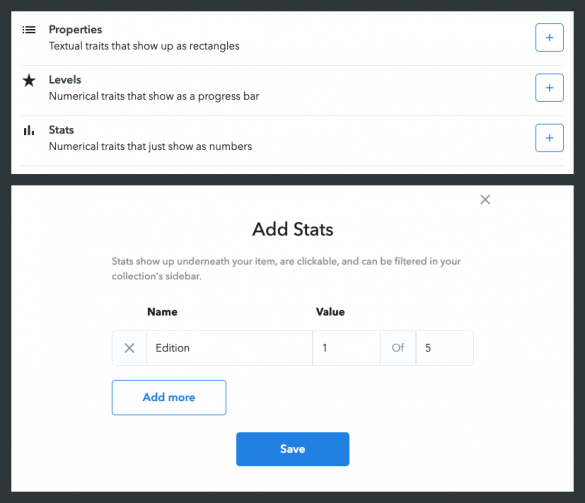 Properties
Textual traits that show up as rectangles
Levels
Numerical traits that show as a progress bar
Stats
Numerical traits that just show as numbers
Add Stats
Stats show up underneath your item, are clickable, and can be filtered in your
collection's sidebar.
Name Value
Edition 1 Of 5
Add more
Save